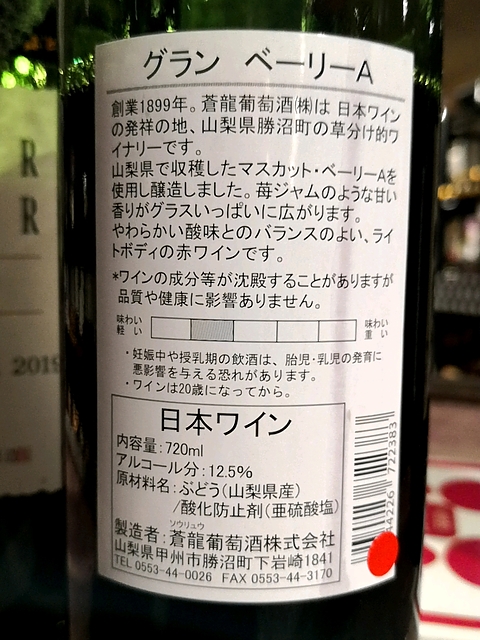 グラン ベーリーA
創業1899年。蒼龍葡萄酒㈱は 日本ワイン
の発祥の地、山梨県勝沼町の草分け的ワ
イナリーです。
山梨県で収穫したマスカット・ベーリーAを
使用し醸造しました。苺ジャムのような甘い
香りがグラスいっぱいに広がります。
やわらかい酸味とのバランスのよい、ライ
トボディの赤ワインです。
*ワインの成分等が沈殿することがありますが
品質や健康に影響ありません。
味わい 軽い
味わい 重い
・妊娠中や授乳期の飲酒は、胎児・乳児の発育に
悪影響を与える恐れがあります。
・ワインは20歳になってから。
日本ワイン
内容量:720ml
アルコール分:12.5%
原材料名:ぶどう(山梨県産)
/酸化防止剤(亜硫酸塩)
ソウリュウ
製造者:蒼龍葡萄酒株式会社
山梨県甲州市勝沼町下岩崎1841
TEL 0553-44-0026 FAX 0553-44-3170
722383
R
R
2019